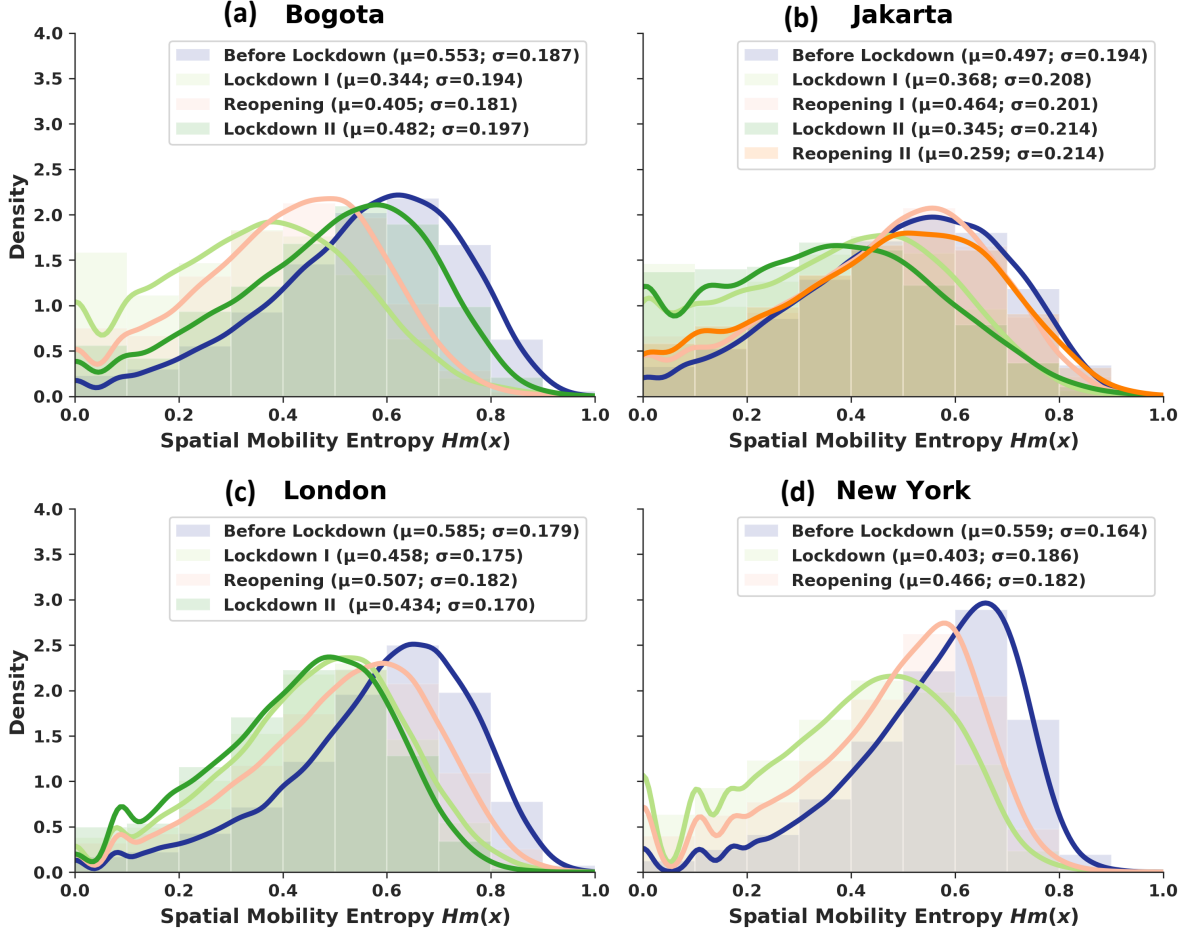 (a) Bogota
4.0
3.5
3.0
2.5
2.0
1.5
1.0
0.5
0.0
Density
Before Lockdown (μ=0.553; σ=0.187)
Lockdown I (μ=0.344; σ=0.194)
Reopening (μ=0.405; σ=0.181)
Lockdown II (μ=0.482; σ=0.197)
0.0 0.2 0.4 0.6 0.8 1.0
Spatial Mobility Entropy Hm(x)
(b) Jakarta
Before Lockdown (μ=0.497; σ=0.194)
Lockdown I (μ=0.368; σ=0.208)
Reopening I (μ=0.464; σ=0.201)
Lockdown II (μ=0.345; σ=0.214)
Reopening II (μ=0.259; σ=0.214)
0.0 0.2 0.4 0.6 0.8 1.0
Spatial Mobility Entropy Hm(x)
(c) London
4.0
3.5
3.0
2.5
2.0
1.5
1.0
0.5
0.0
Density
Before Lockdown (μ=0.585; σ=0.179)
Lockdown I (μ=0.458; σ=0.175)
Reopening (μ=0.507; σ=0.182)
Lockdown II (μ=0.434; σ=0.170)
0.0 0.2 0.4 0.6 0.8 1.0
Spatial Mobility Entropy Hm(x)
(d) New York
Before Lockdown (μ=0.559; σ=0.164)
Lockdown (μ=0.403; σ=0.186)
Reopening (μ=0.466; σ=0.182)
0.0 0.2 0.4 0.6 0.8 1.0
Spatial Mobility Entropy Hm(x)